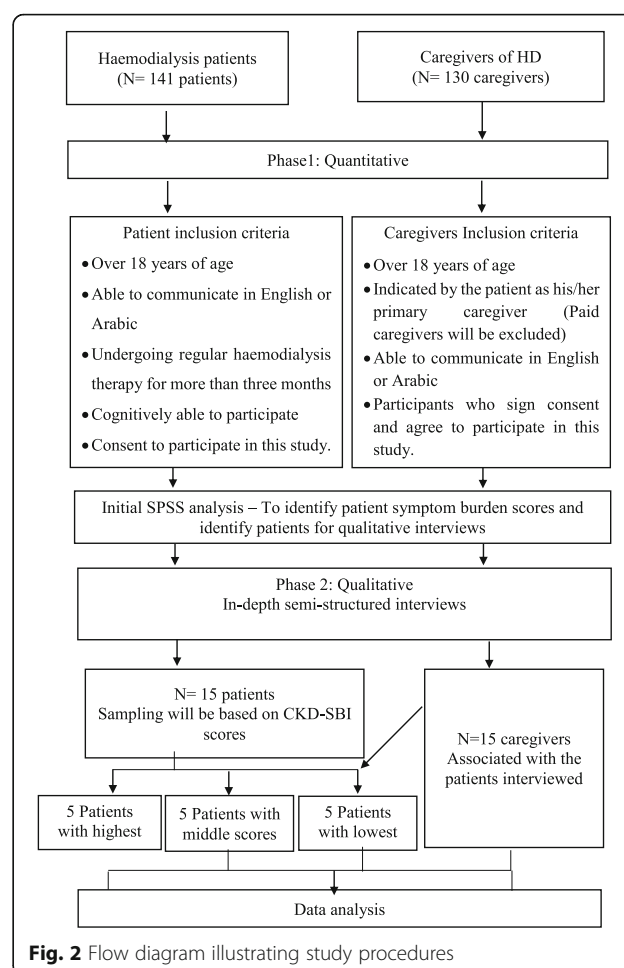 Haemodialysis patients
(N= 141 patients)
Caregivers of HD
(N= 130 caregivers)
Phase1: Quantitative
Patient inclusion criteria
•Over 18 years of age
•Able to communicate in English or
Arabic
•Undergoing regular haemodialysis
therapy for more than three months
•Cognitively able to participate
•Consent to participate in this study.
Caregivers Inclusion criteria
•Over 18 years of age
•Indicated by the patient as his/her
primary caregiver (Paid
caregivers will be excluded)
•Able to communicate in English
or Arabic
•Participants who sign consent
and agree to participate in this
study.
Initial SPSS analysis – To identify patient symptom burden scores and
identify patients for qualitative interviews
Phase 2: Qualitative
In-depth semi-structured interviews
N= 15 patients
Sampling will be based on CKD-SBI
scores
N=15 caregivers
Associated with the
patients interviewed
5 Patients
with highest
5 Patients with
middle scores
5 Patients
with lowest
Data analysis
Fig. 2 Flow diagram illustrating study procedures